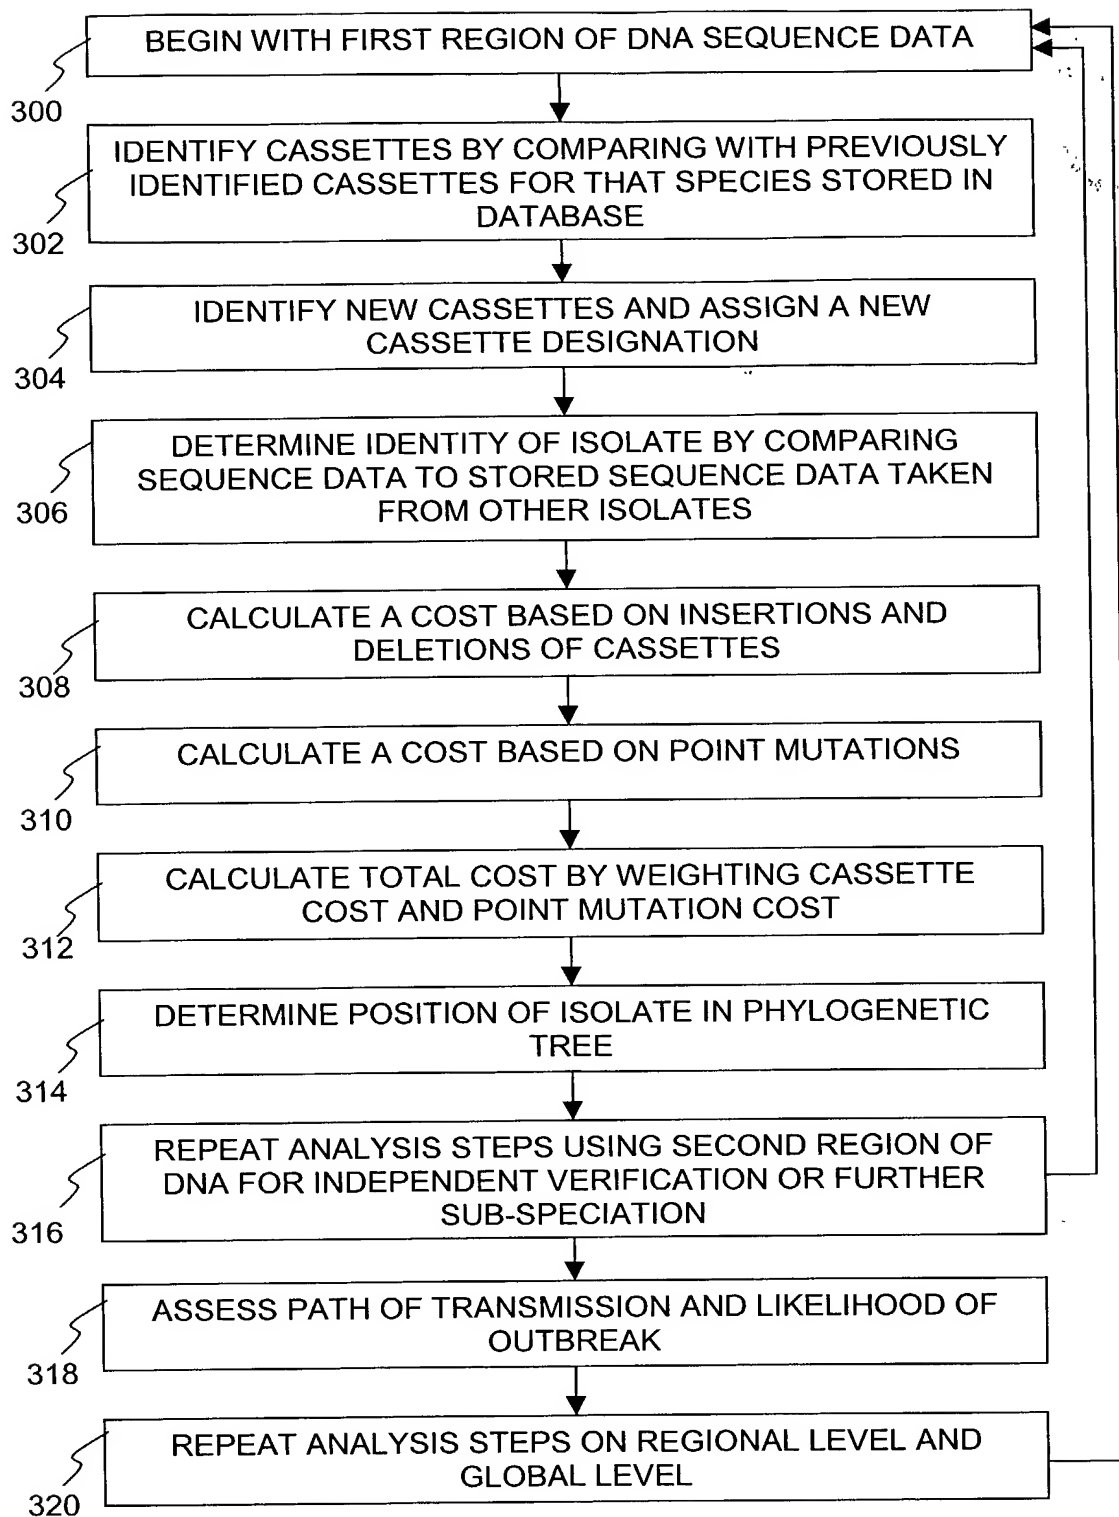 BEGIN WITH FIRST REGION OF DNA SEQUENCE DATA
300
IDENTIFY CASSETTES BY COMPARING WITH PREVIOUSLY
IDENTIFIED CASSETTES FOR THAT SPECIES STORED IN
DATABASE
302
IDENTIFY NEW CASSETTES AND ASSIGN A NEW
CASSETTE DESIGNATION
304
DETERMINE IDENTITY OF ISOLATE BY COMPARING
SEQUENCE DATA TO STORED SEQUENCE DATA TAKEN
FROM OTHER ISOLATES
306
CALCULATE A COST BASED ON INSERTIONS AND
DELETIONS OF CASSETTES
308
CALCULATE A COST BASED ON POINT MUTATIONS
310
CALCULATE TOTAL COST BY WEIGHTING CASSETTE
COST AND POINT MUTATION COST
312
DETERMINE POSITION OF ISOLATE IN PHYLOGENETIC
TREE
314
REPEAT ANALYSIS STEPS USING SECOND REGION OF
DNA FOR INDEPENDENT VERIFICATION OR FURTHER
SUB-SPECIATION
316
ASSESS PATH OF TRANSMISSION AND LIKELIHOOD OF
OUTBREAK
318
REPEAT ANALYSIS STEPS ON REGIONAL LEVEL AND
GLOBAL LEVEL
320